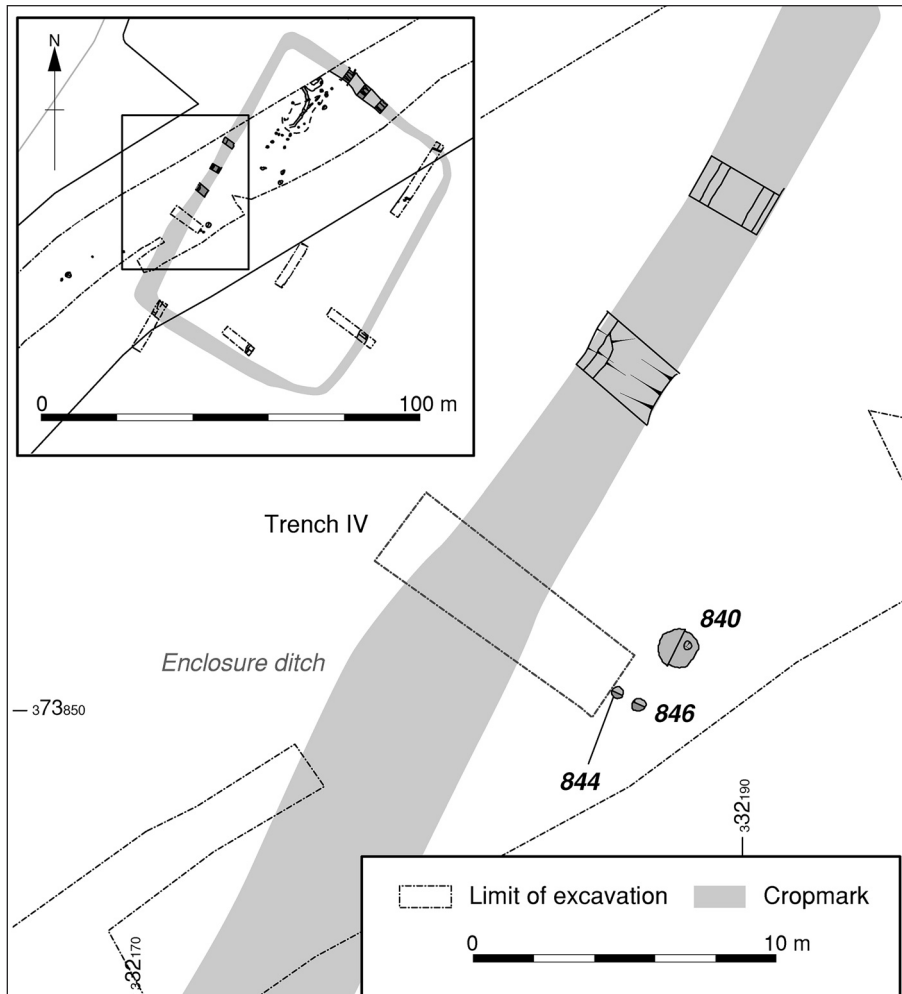 N
0
100 m
Trench IV
840
Enclosure ditch
846
373850
844
332190
Limit of excavation
Cropmark
0
10 m
332170